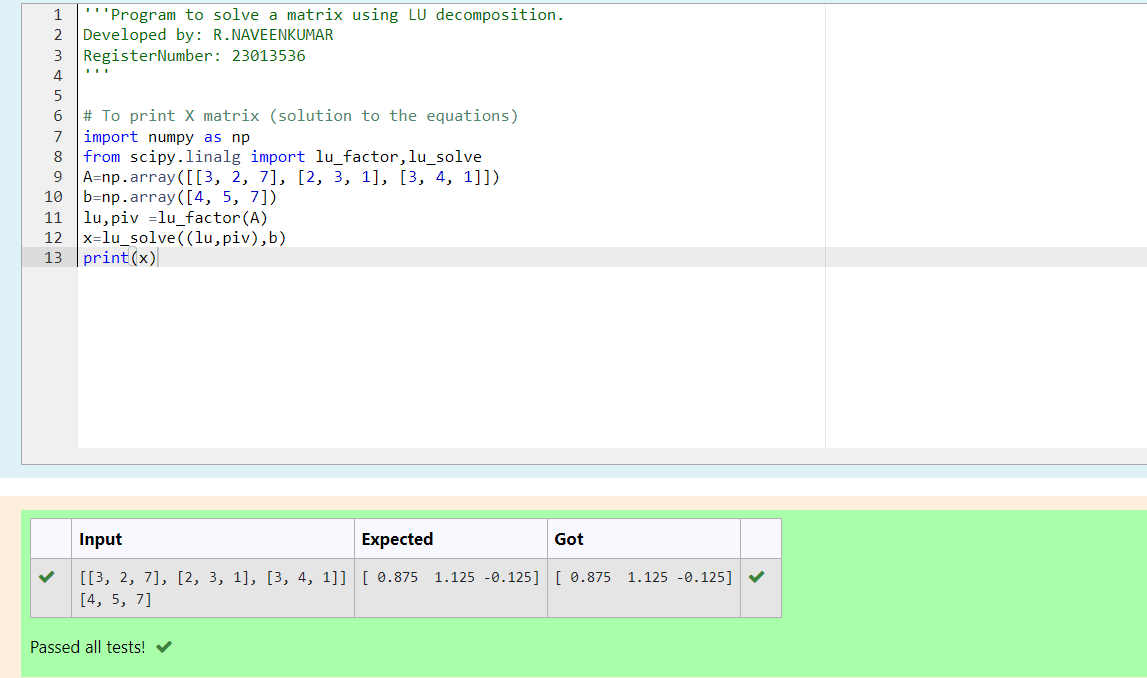 1 '''Program to solve a matrix using LU decomposition.
2 Developed by: R.NAVEENKUMAR
3 RegisterNumber: 23013536
4 '''
5
6 # To print X matrix (solution to the equations)
7 import numpy as np
8 from scipy.linalg import lu_factor,lu_solve
9 A=np.array([[3, 2, 7], [2, 3, 1], [3, 4, 1]])
10 b=np.array([4, 5, 7])
11 lu,piv =lu_factor(A)
12 x=lu_solve((lu,piv),b)
13 print(x)
Input Expected Got
[[3, 2, 7], [2, 3, 1], [3, 4, 1]] [ 0.875  1.125 -0.125] [ 0.875  1.125 -0.125]
[4, 5, 7]
Passed all tests!